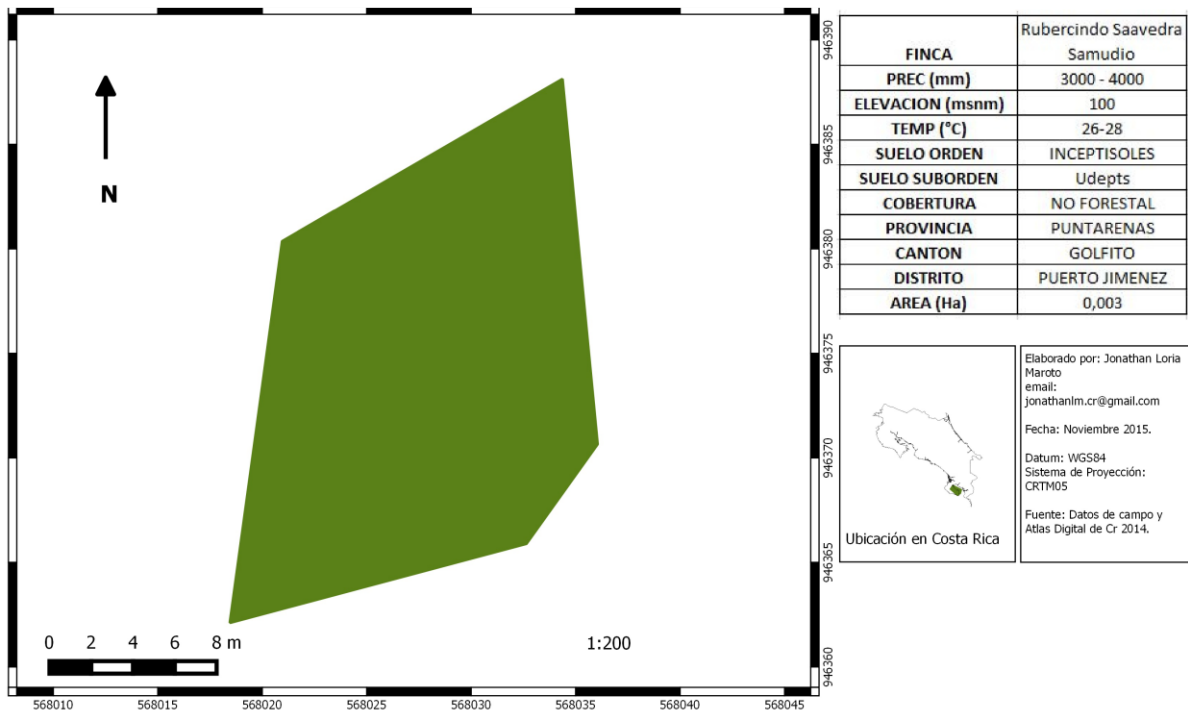 N
0 2 4 6 8 m
1:200
568010 568015 568020 568025 568030 568035 568040 568045
946390
946385
946380
946375
946370
946365
946360
FINCA Rubercindo Saavedra
Samudio
PREC (mm) 3000 - 4000
ELEVACION (msnm) 100
TEMP (°C) 26-28
SUELO ORDEN INCEPTISOLES
SUELO SUBORDEN Udepts
COBERTURA NO FORESTAL
PROVINCIA PUNTARENAS
CANTON GOLFITO
DISTRITO PUERTO JIMENEZ
AREA (Ha) 0,003
Ubicación en Costa Rica
Elaborado por: Jonathan Loria
Maroto
email:
jonathanlm.cr@gmail.com
Fecha: Noviembre 2015.
Datum: WGS84
Sistema de Proyección:
CRTM05
Fuente: Datos de campo y
Atlas Digital de Cr 2014.